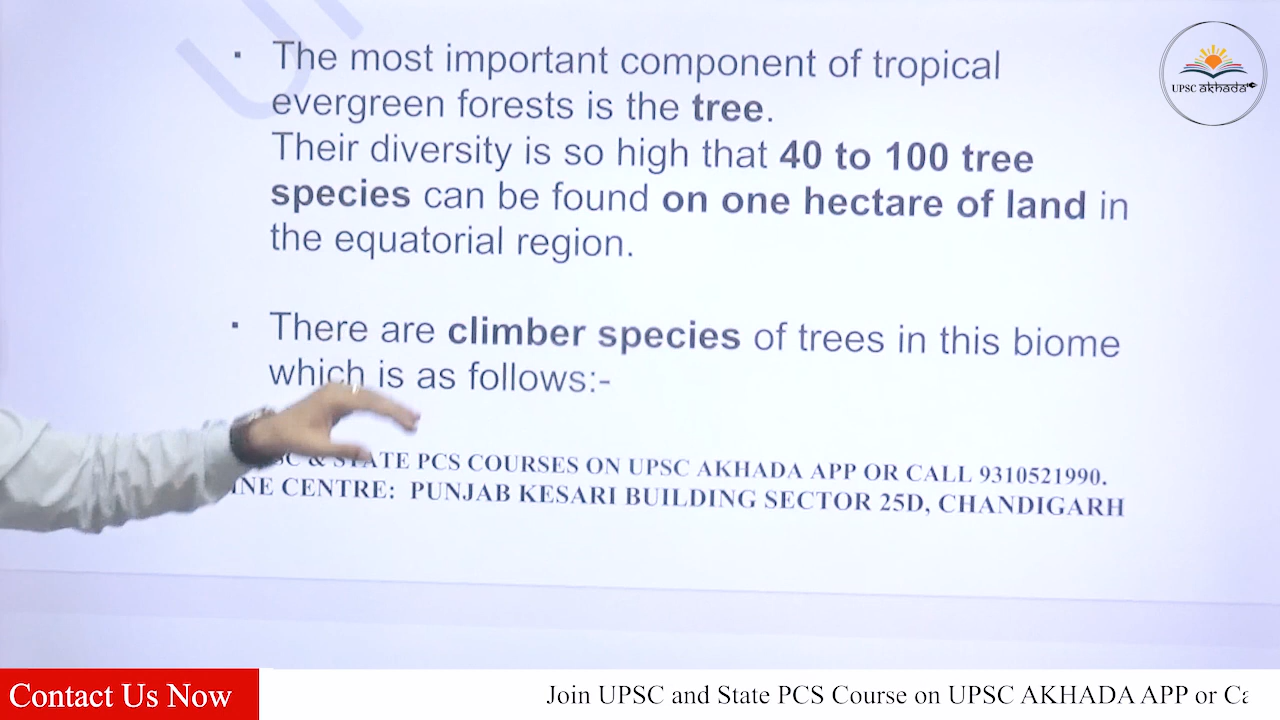 ▪ The most important component of tropical
evergreen forests is the tree.
Their diversity is so high that 40 to 100 tree
species can be found on one hectare of land in
the equatorial region.
▪ There are climber species of trees in this biome
which is as follows:-
& STATE PCS COURSES ON UPSC AKHADA APP OR CALL 9310521990.
CENTRE: PUNJAB KESARI BUILDING SECTOR 25D, CHANDIGARH
UPSC akhada
Contact Us Now
Join UPSC and State PCS Course on UPSC AKHADA APP or